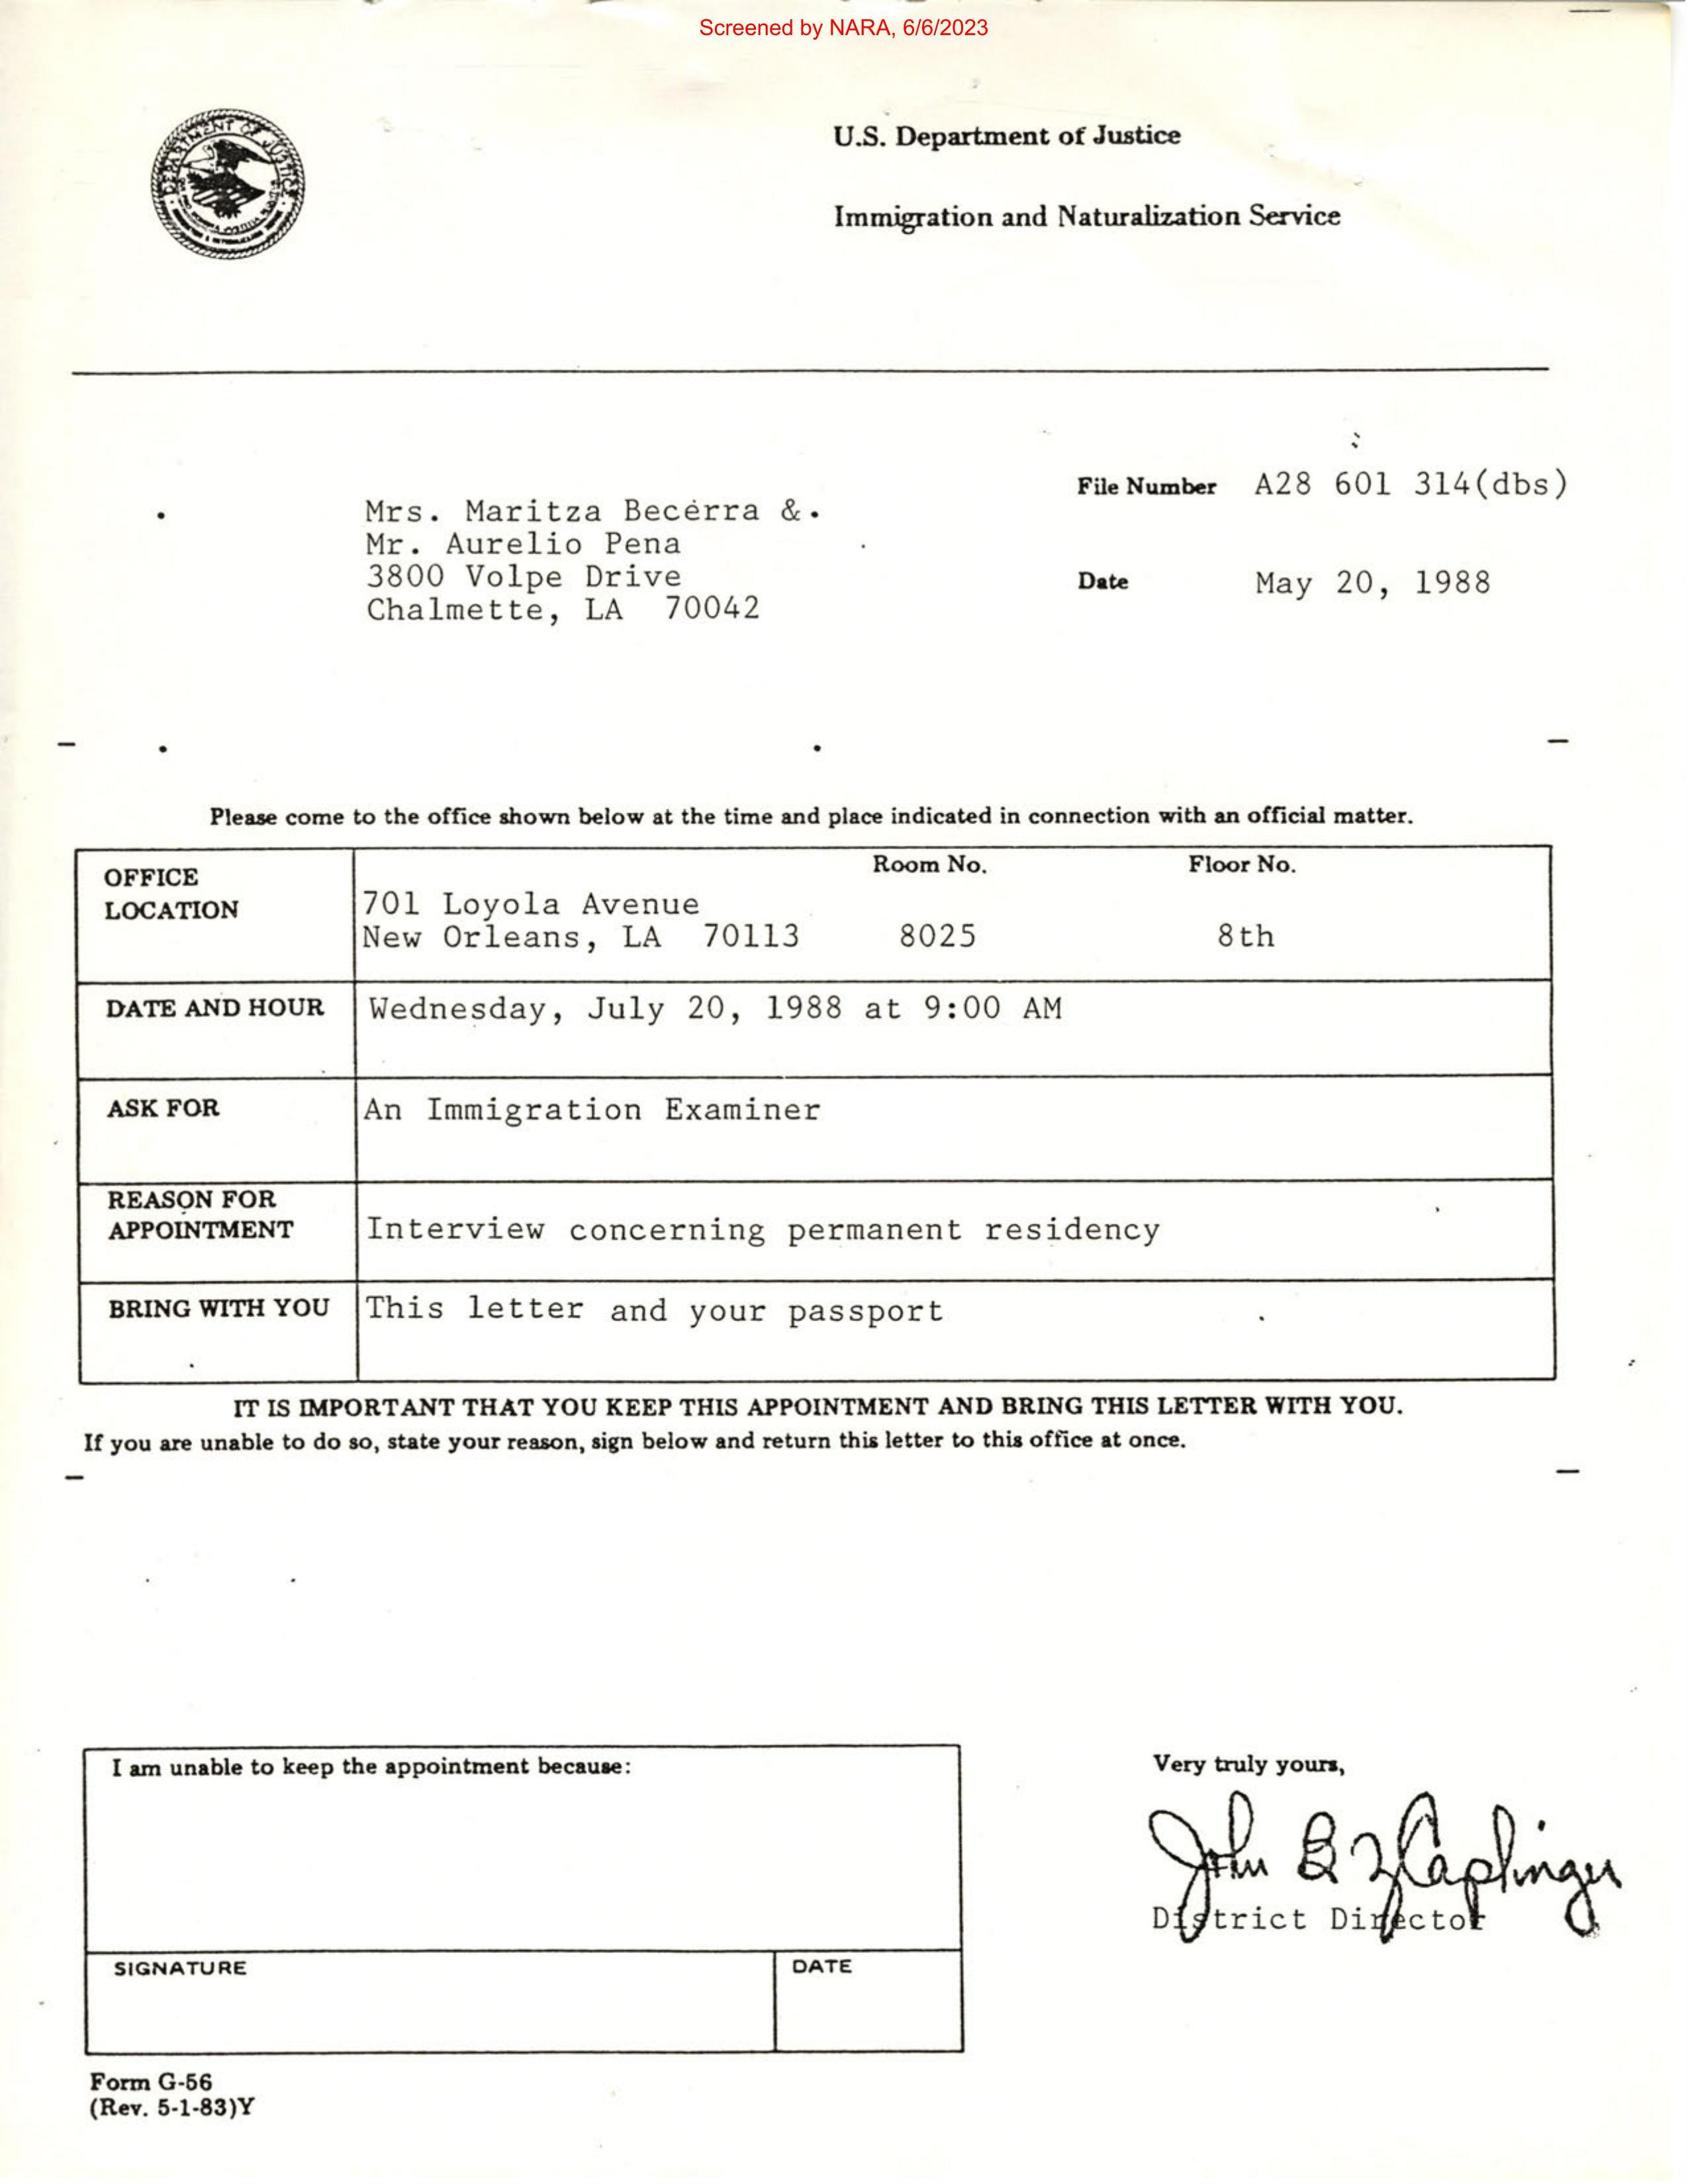 Screened by NARA, 6/6/2023
DEPARTMENT OF JUSTICE
U.S. Department of Justice
Immigration and Naturalization Service
File Number A28 601 314(dbs)
Mrs. Maritza Becerra &
Mr. Aurelio Pena
3800 Volpe Drive
Chalmette, LA 70042
Date May 20, 1988
Please come to the office shown below at the time and place indicated in connection with an official matter.
OFFICE LOCATION
Room No. Floor No.
701 Loyola Avenue
New Orleans, LA 70113 8025 8th
DATE AND HOUR Wednesday, July 20, 1988 at 9:00 AM
ASK FOR An Immigration Examiner
REASON FOR
APPOINTMENT Interview concerning permanent residency
BRING WITH YOU This letter and your passport
IT IS IMPORTANT THAT YOU KEEP THIS APPOINTMENT AND BRING THIS LETTER WITH YOU.
If you are unable to do so, state your reason, sign below and return this letter to this office at once.
I am unable to keep the appointment because:
SIGNATURE DATE
Very truly yours,
John B Z Caplinger
District Director
Form G-56
(Rev. 5-1-83)Y